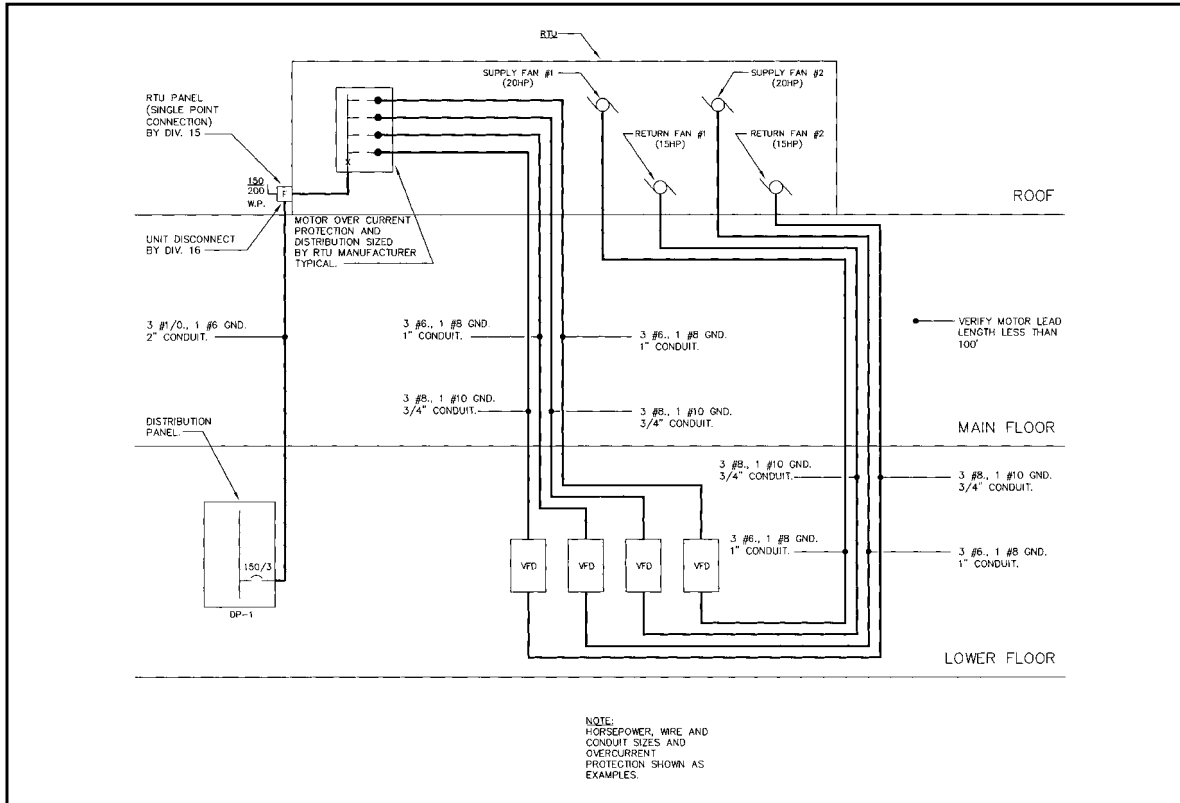 RTU
SUPPLY FAN #1
(20HP)
SUPPLY FAN #2
(20HP)
RTU PANEL
(SINGLE POINT
CONNECTION)
BY DIV. 15
RETURN FAN #1
(15HP)
RETURN FAN #2
(15HP)
150
200
W.P.
F
ROOF
UNIT DISCONNECT
BY DIV. 16
MOTOR OVER CURRENT
PROTECTION AND
DISTRIBUTION SIZED
BY RTU MANUFACTURER
TYPICAL.
3 #1/0., 1 #6 GND.
2" CONDUIT.
3 #6., 1 #8 GND.
1" CONDUIT.
3 #6., 1 #8 GND.
1" CONDUIT.
VERIFY MOTOR LEAD
LENGTH LESS THAN
100'
3 #8., 1 #10 GND.
3/4" CONDUIT.
3 #8., 1 #10 GND.
3/4" CONDUIT.
DISTRIBUTION
PANEL.
MAIN FLOOR
3 #8., 1 #10 GND.
3/4" CONDUIT.
3 #8., 1 #10 GND.
3/4" CONDUIT.
3 #6., 1 #8 GND.
1" CONDUIT.
3 #6., 1 #8 GND.
1" CONDUIT.
150/3
VFD
VFD
VFD
VFD
DP-1
LOWER FLOOR
NOTE:
HORSEPOWER, WIRE AND
CONDUIT SIZES AND
OVERCURRENT
PROTECTION SHOWN AS
EXAMPLES.